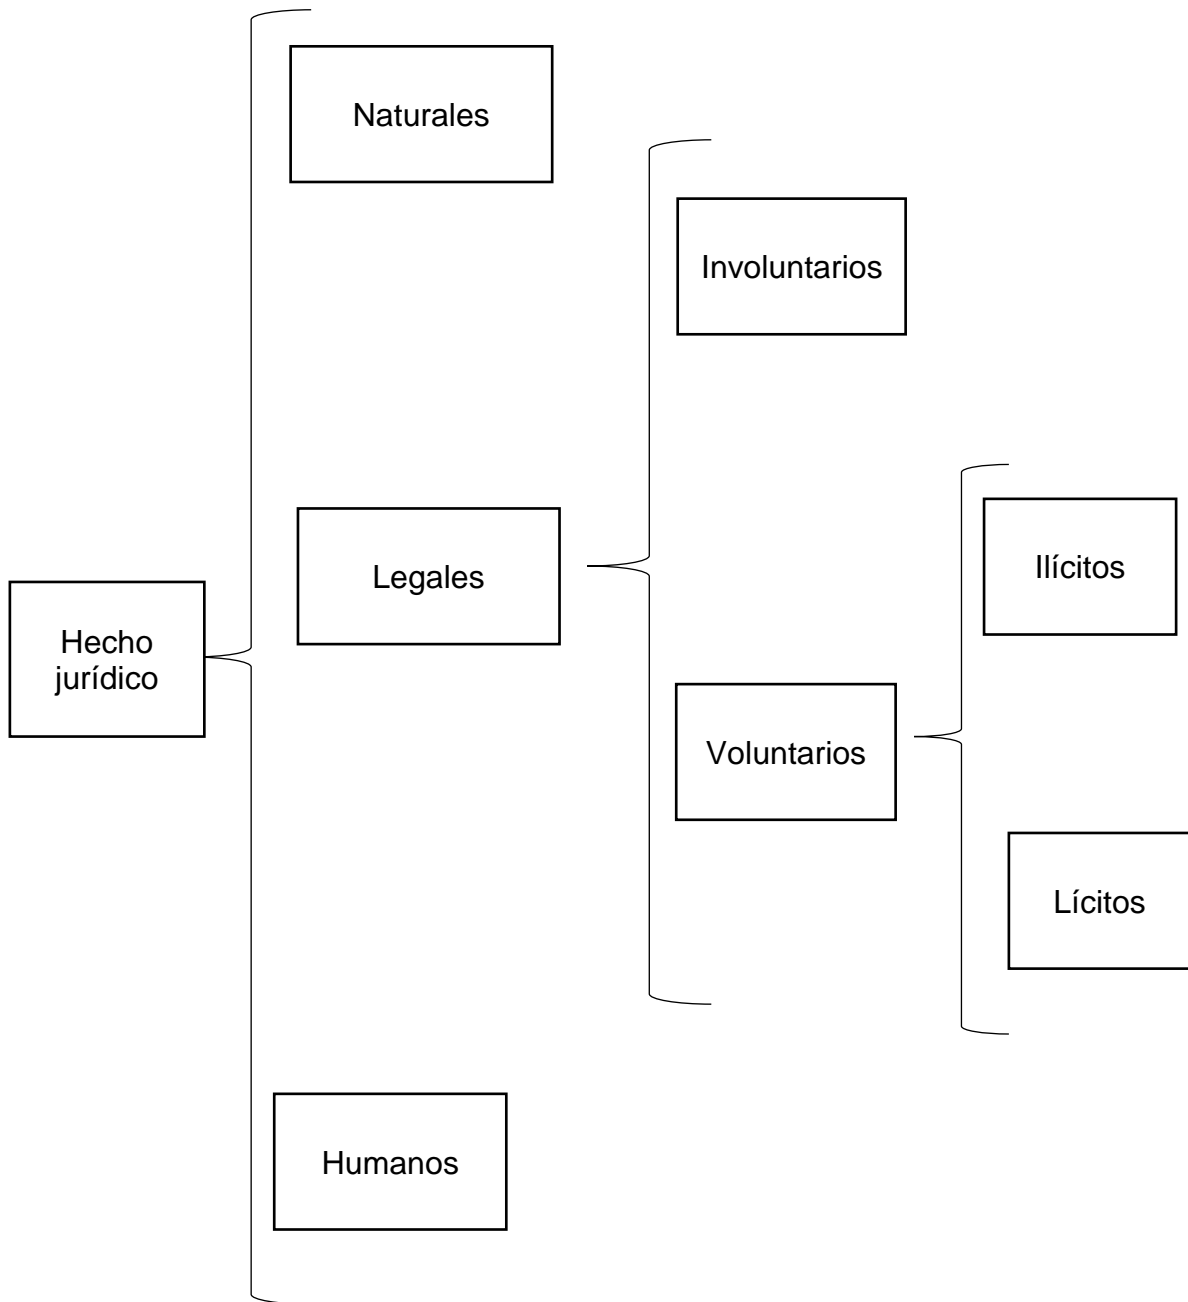 Naturales
Involuntarios
Ilícitos
Legales
Hecho
jurídico
Voluntarios
Lícitos
Humanos